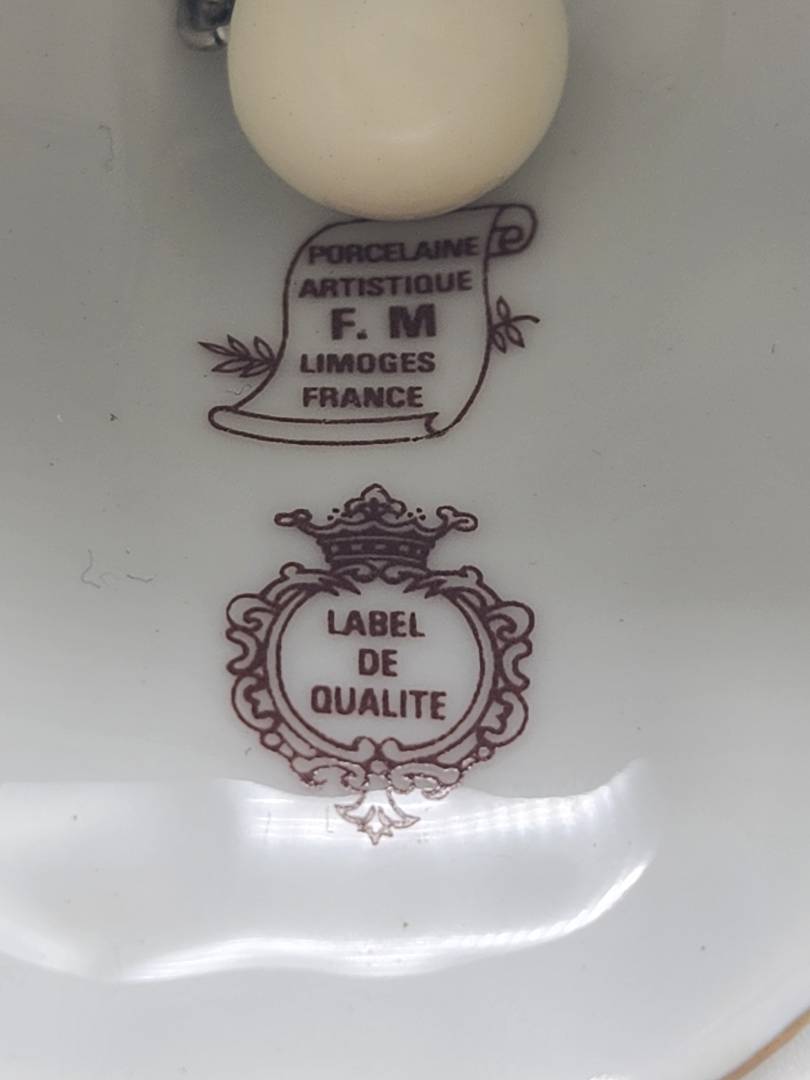 PORCELAINE
ARTISTIQUE
F. M
LIMOGES
FRANCE
LABEL
DE
QUALITE